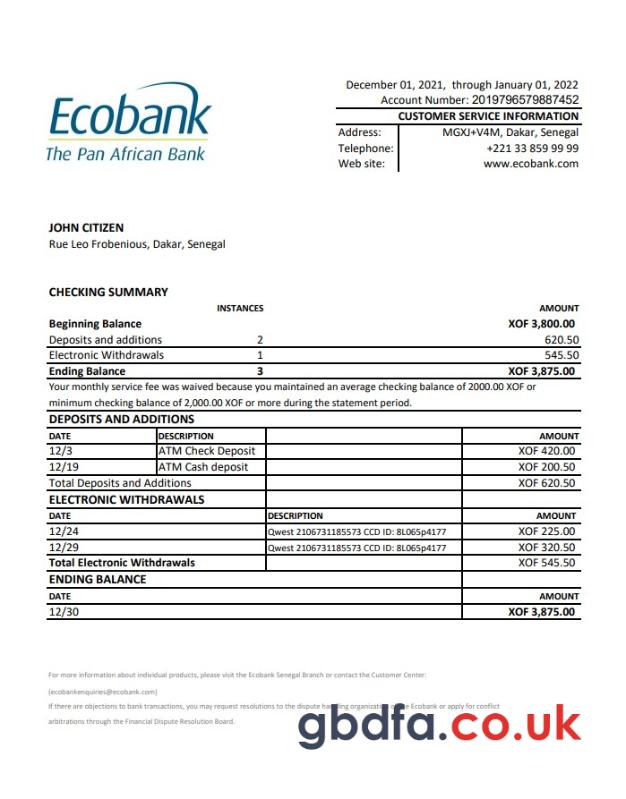 Ecobank
The Pan African Bank
December 01, 2021, through January 01, 2022
Account Number: 2019796579887452
CUSTOMER SERVICE INFORMATION
Address: MGXJ+V4M, Dakar, Senegal
Telephone: +221 33 859 99 99
Web site: www.ecobank.com
JOHN CITIZEN
Rue Leo Frobenious, Dakar, Senegal
CHECKING SUMMARY
INSTANCES AMOUNT
Beginning Balance XOF 3,800.00
Deposits and additions 2 620.50
Electronic Withdrawals 1 545.50
Ending Balance 3 XOF 3,875.00
Your monthly service fee was waived because you maintained an average checking balance of 2000.00 XOF or
minimum checking balance of 2,000.00 XOF or more during the statement period.
DEPOSITS AND ADDITIONS
DATE DESCRIPTION AMOUNT
12/3 ATM Check Deposit XOF 420.00
12/19 ATM Cash deposit XOF 200.50
Total Deposits and Additions XOF 620.50
ELECTRONIC WITHDRAWALS
DATE DESCRIPTION AMOUNT
12/24 Qwest 2106731185573 CCD ID: 8L065p4177 XOF 225.00
12/29 Qwest 2106731185573 CCD ID: 8L065p4177 XOF 320.50
Total Electronic Withdrawals XOF 545.50
ENDING BALANCE
DATE AMOUNT
12/30 XOF 3,875.00
For more information about individual products, please visit the Ecobank Senegal Branch or contact the Customer Center:
(ecobankenquiries@ecobank.com)
If there are objections to bank transactions, you may request resolutions to the dispute Ecobank or apply for conflict
arbitrations through the Financial Dispute Resolution Board.
gbdfa.co.uk